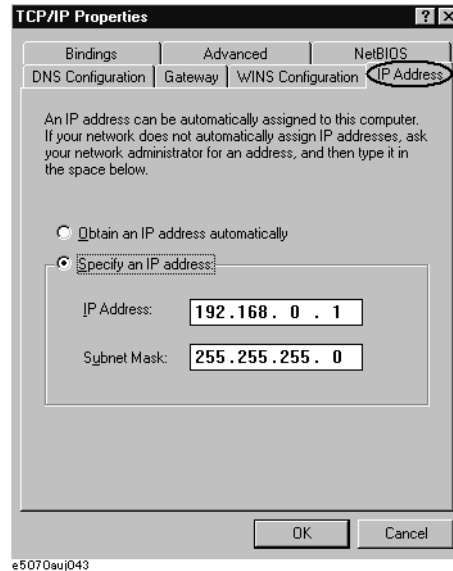 TCP/IP Properties
? X
Bindings Advanced NetBIOS
DNS Configuration Gateway WINS Configuration IP Address
An IP address can be automatically assigned to this computer.
If your network does not automatically assign IP addresses, ask
your network administrator for an address, and then type it in
the space below.
Obtain an IP address automatically
Specify an IP address:
IP Address: 192.168. 0 . 1
Subnet Mask: 255.255.255. 0
OK Cancel
e5070auj043